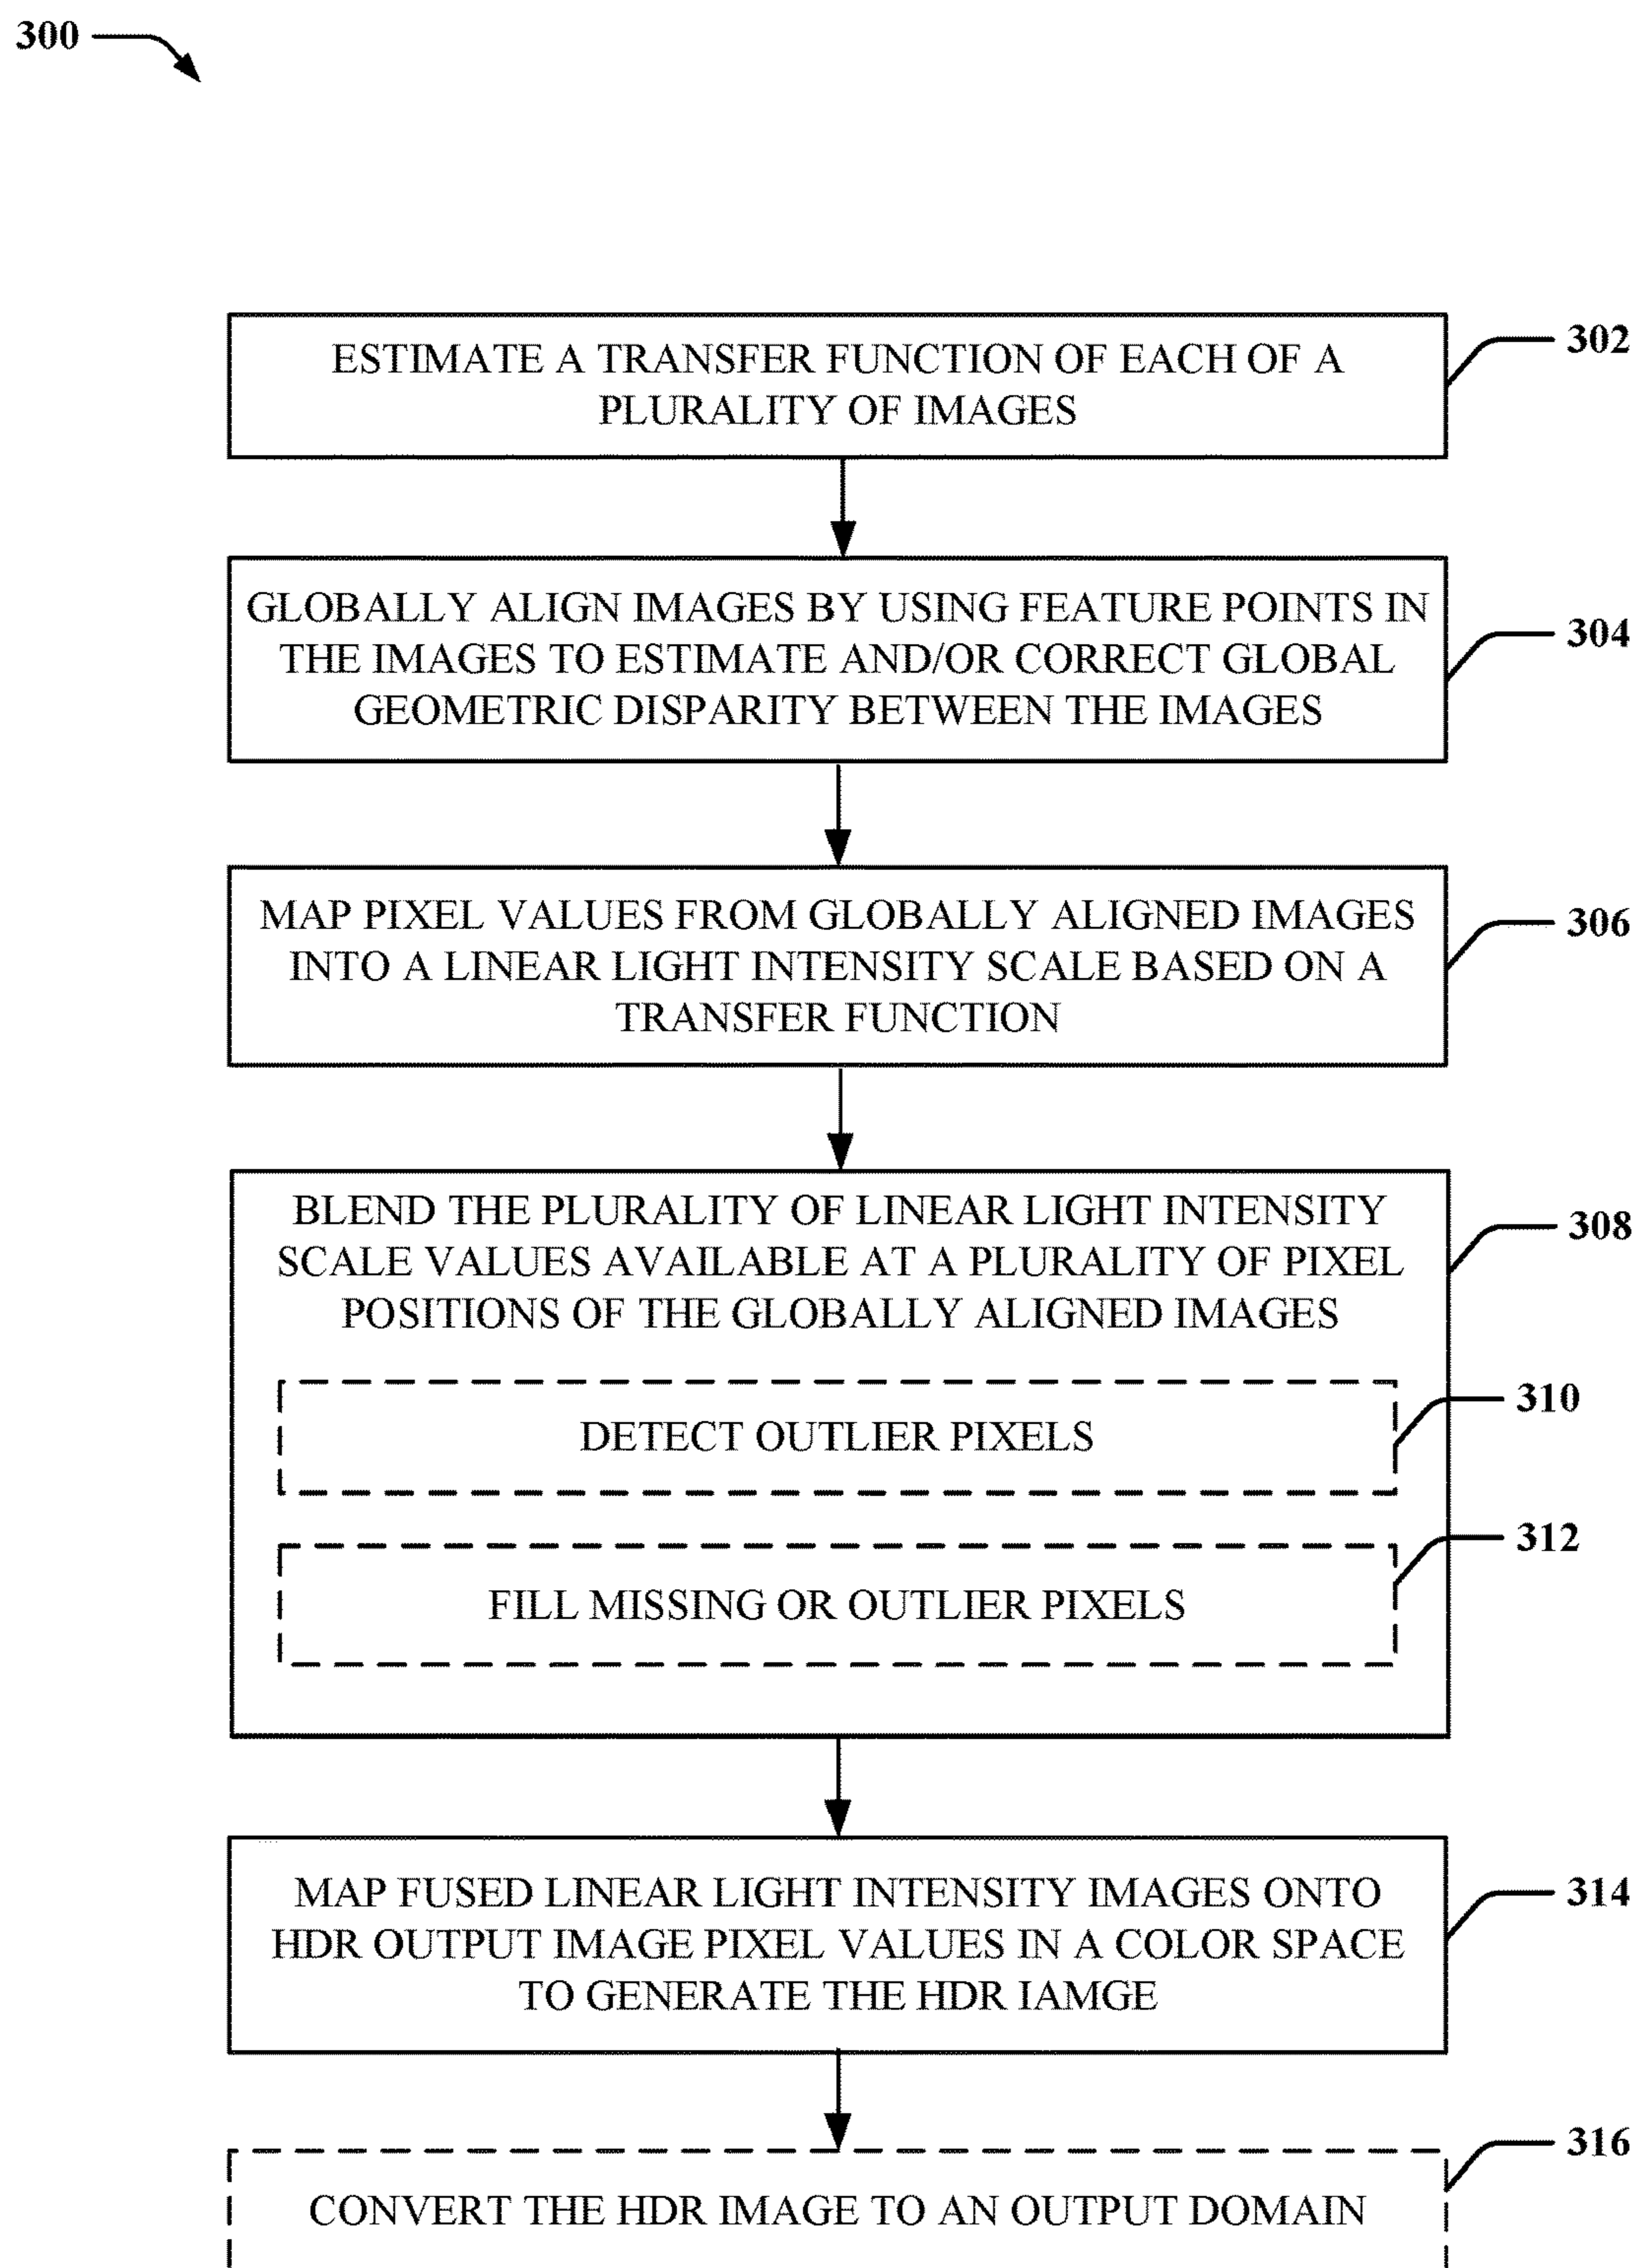 300
ESTIMATE A TRANSFER FUNCTION OF EACH OF A
PLURALITY OF IMAGES
302
GLOBALLY ALIGN IMAGES BY USING FEATURE POINTS IN
THE IMAGES TO ESTIMATE AND/OR CORRECT GLOBAL
GEOMETRIC DISPARITY BETWEEN THE IMAGES
304
MAP PIXEL VALUES FROM GLOBALLY ALIGNED IMAGES
INTO A LINEAR LIGHT INTENSITY SCALE BASED ON A
TRANSFER FUNCTION
306
BLEND THE PLURALITY OF LINEAR LIGHT INTENSITY
SCALE VALUES AVAILABLE AT A PLURALITY OF PIXEL
POSITIONS OF THE GLOBALLY ALIGNED IMAGES
308
DETECT OUTLIER PIXELS
310
FILL MISSING OR OUTLIER PIXELS
312
MAP FUSED LINEAR LIGHT INTENSITY IMAGES ONTO
HDR OUTPUT IMAGE PIXEL VALUES IN A COLOR SPACE
TO GENERATE THE HDR IAMGE
314
CONVERT THE HDR IMAGE TO AN OUTPUT DOMAIN
316